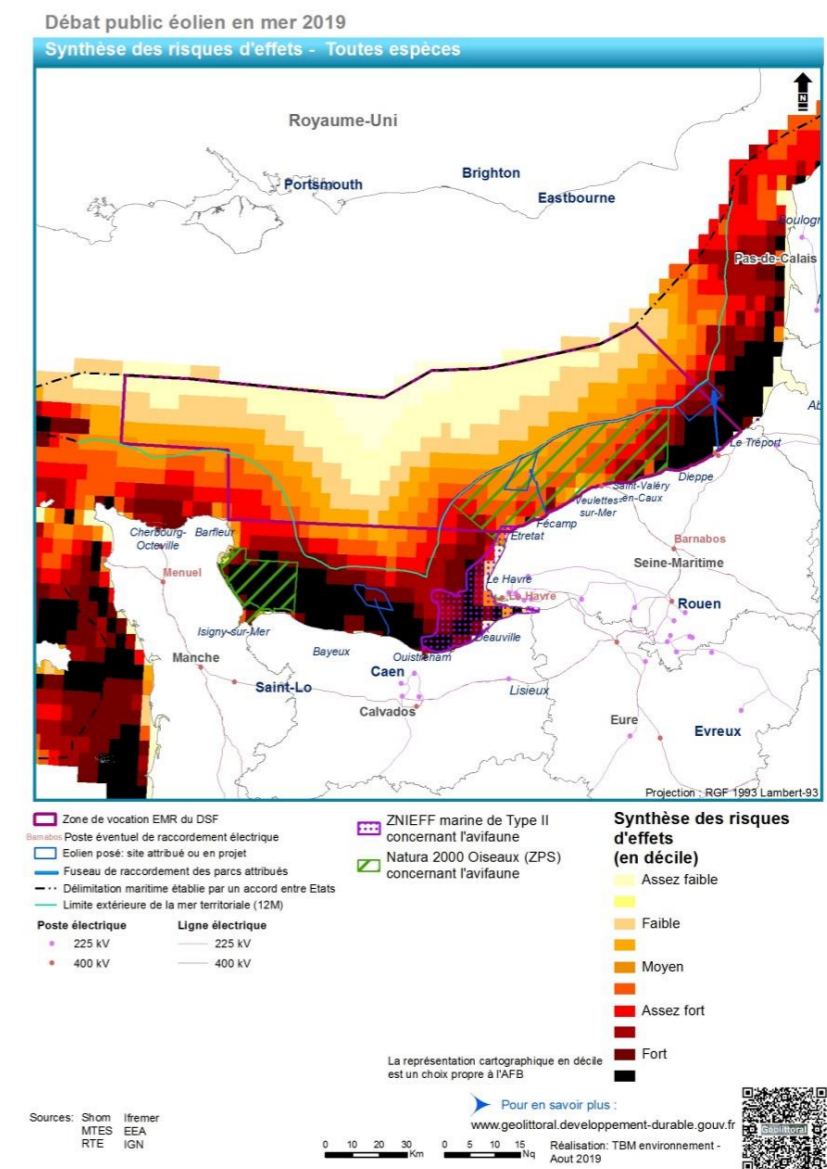 Débat public éolien en mer 2019
Synthèse des risques d'effets - Toutes espèces
N
Royaume-Uni
Portsmouth
Brighton
Eastbourne
Pas-de-Calais
Le Tréport
Dieppe
Saint-Valéry
en-Caux
Veulettes-
sur-Mer
Fécamp
Etretat
Cherbourg-
Octeville
Barfleur
Barnabos
Seine-Maritime
Menuel
Le Havre
Le Havre
Rouen
Isigny-sur-Mer
Deauville
Bayeux
Ouistreham
Manche
Caen
Saint-Lo
Lisieux
Calvados
Eure
Evreux
Projection : RGF 1993 Lambert-93
Zone de vocation EMR du DSF
Barnabos Poste éventuel de raccordement électrique
Eolien posé: site attribué ou en projet
Fuseau de raccordement des parcs attribués
Délimitation maritime établie par un accord entre Etats
Limite extérieure de la mer territoriale (12M)
Poste électrique Ligne électrique
225 kV 225 kV
400 kV 400 kV
ZNIEFF marine de Type II
concernant l'avifaune
Natura 2000 Oiseaux (ZPS)
concernant l'avifaune
Synthèse des risques
d'effets
(en décile)
Assez faible
Faible
Moyen
Assez fort
Fort
La représentation cartographique en décile
est un choix propre à l'AFB
Pour en savoir plus :
www.geolittoral.developpement-durable.gouv.fr
Géolittoral
Sources: Shom Ifremer
MTES EEA
RTE IGN
0 10 20 30 Km
0 5 10 15 Nq
Réalisation: TBM environnement -
Aout 2019